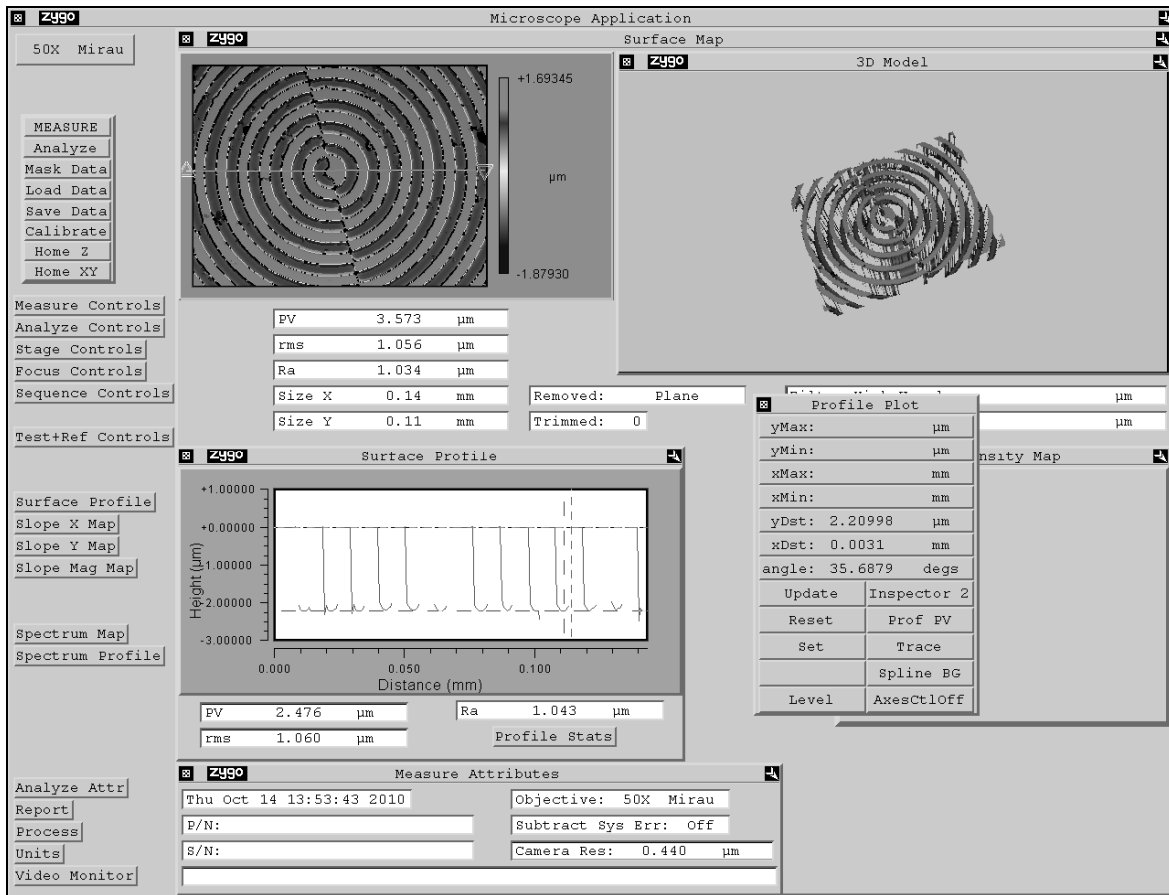 zygo Microscope Application
50X Mirau
MEASURE
Analyze
Mask Data
Load Data
Save Data
Calibrate
Home Z
Home XY
Measure Controls
Analyze Controls
Stage Controls
Focus Controls
Sequence Controls
Test+Ref Controls
Surface Profile
Slope X Map
Slope Y Map
Slope Mag Map
Spectrum Map
Spectrum Profile
Analyze Attr
Report
Process
Units
Video Monitor
zygo Surface Map
+1.69345
µm
-1.87930
zygo 3D Model
PV 3.573 µm
rms 1.056 µm
Ra 1.034 µm
Size X 0.14 mm
Size Y 0.11 mm
Removed: Plane
Trimmed: 0
µm
µm
zygo Surface Profile
+1.00000
+0.00000
-1.00000
-2.00000
-3.00000
Height (µm)
0.000 0.050 0.100
Distance (mm)
PV 2.476 µm
rms 1.060 µm
Ra 1.043 µm
Profile Stats
Profile Plot
yMax: µm
yMin: µm
xMax: mm
xMin: mm
yDst: 2.20998 µm
xDst: 0.0031 mm
angle: 35.6879 degs
Update Inspector 2
Reset Prof PV
Set Trace
Spline BG
Level AxesCtlOff
nsity Map
zygo Measure Attributes
Thu Oct 14 13:53:43 2010
P/N:
S/N:
Objective: 50X Mirau
Subtract Sys Err: Off
Camera Res: 0.440 µm